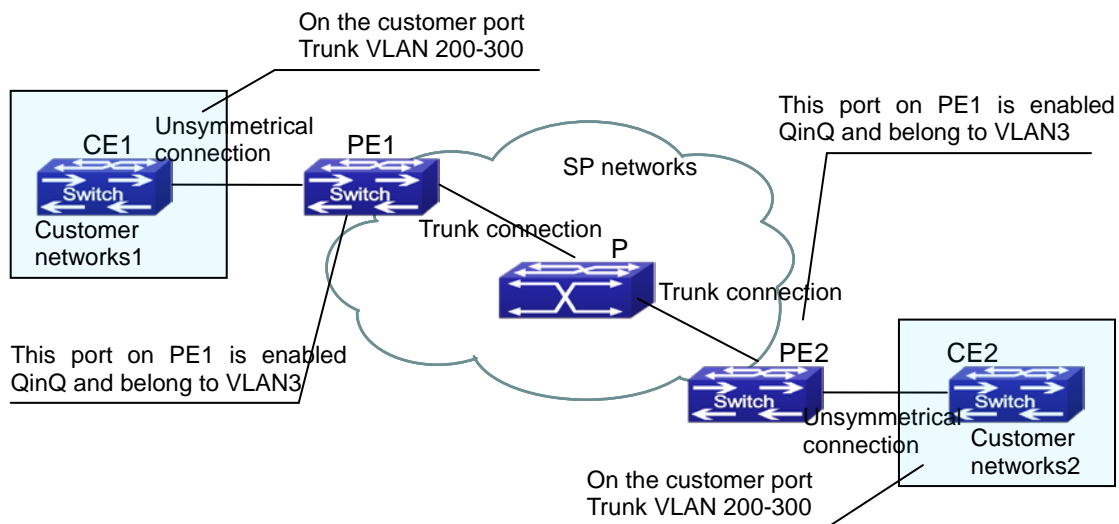 On the customer port
Trunk VLAN 200-300
This port on PE1 is enabled
QinQ and belong to VLAN3
Unsymmetrical
connection
CE1
PE1
SP networks
Switch
Switch
Customer
networks1
Trunk connection
P
Trunk connection
This port on PE1 is enabled
QinQ and belong to VLAN3
PE2
CE2
Switch
Switch
Unsymmetrical
connection
Customer
networks2
On the customer port
Trunk VLAN 200-300